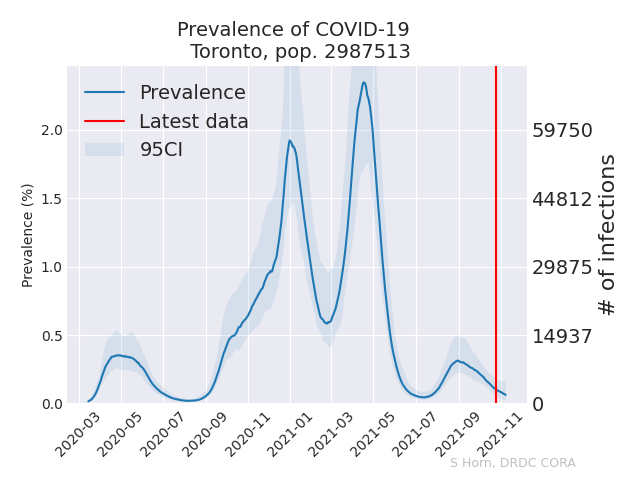 Prevalence of COVID-19
Toronto, pop. 2987513
Prevalence
Latest data
95CI
Prevalence (%)
2.0
1.5
1.0
0.5
0.0
59750
44812
29875
14937
0
# of infections
2020-03
2020-05
2020-07
2020-09
2020-11
2021-01
2021-03
2021-05
2021-07
2021-09
2021-11
S Horn, DRDC CORA